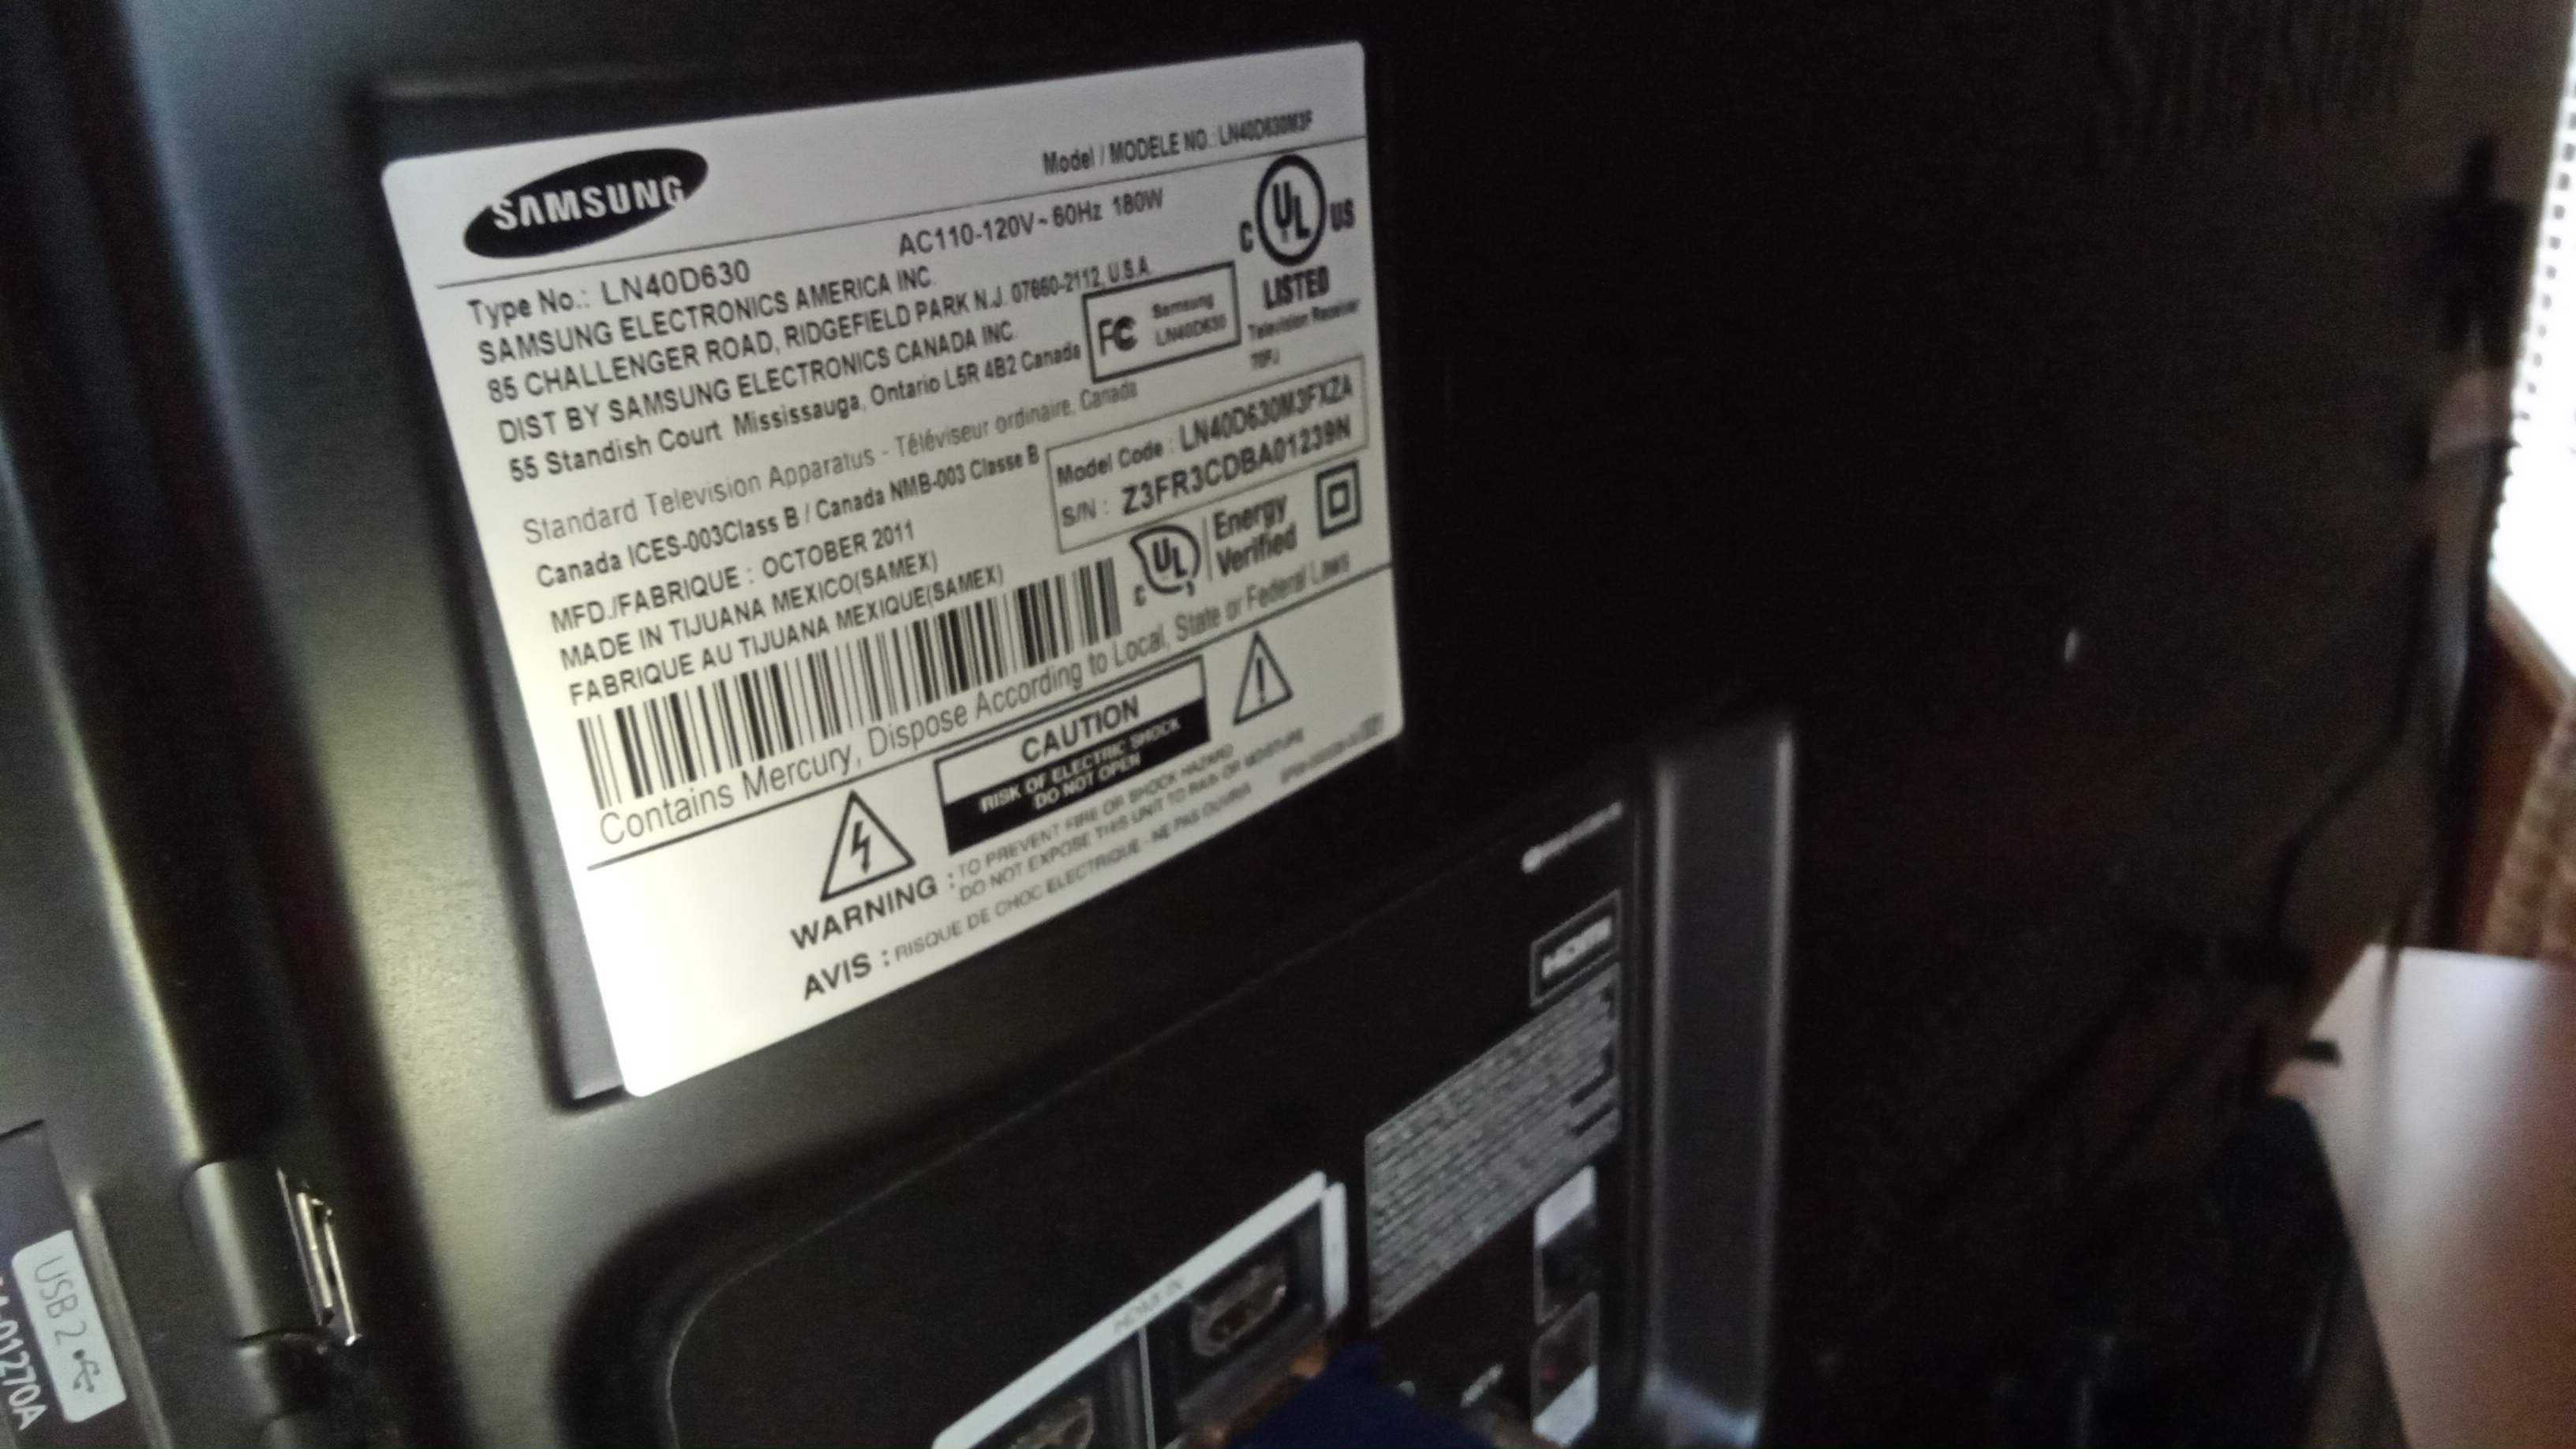 SAMSUNG
Model / MODELE NO.: LN40D630M3F
Type No.: LN40D630
AC110-120V~ 60Hz 180W
SAMSUNG ELECTRONICS AMERICA INC.
85 CHALLENGER ROAD, RIDGEFIELD PARK N.J. 07660-2112, U.S.A.
DIST BY SAMSUNG ELECTRONICS CANADA INC.
55 Standish Court Mississauga, Ontario L5R 4B2 Canada
FC
Samsung
LN40D630
C UL US
LISTED
Television Receiver
Standard Television Apparatus - Téléviseur ordinaire, Canada
Canada ICES-003Class B / Canada NMB-003 Classe B
Model Code : LN40D630M3FXZA
S/N : Z3FR3CDBA01239N
MFD./FABRIQUE : OCTOBER 2011
MADE IN TIJUANA MEXICO(SAMEX)
FABRIQUE AU TIJUANA MEXIQUE(SAMEX)
C UL
Energy
Verified
Contains Mercury, Dispose According to Local, State or Federal Laws
CAUTION
RISK OF ELECTRIC SHOCK
DO NOT OPEN
WARNING : TO PREVENT FIRE OR SHOCK HAZARD
DO NOT EXPOSE THIS UNIT TO RAIN OR MOISTURE
AVIS : RISQUE DE CHOC ELECTRIQUE - NE PAS OUVRIR
HDMI
HDMI IN
USB 2
01270A